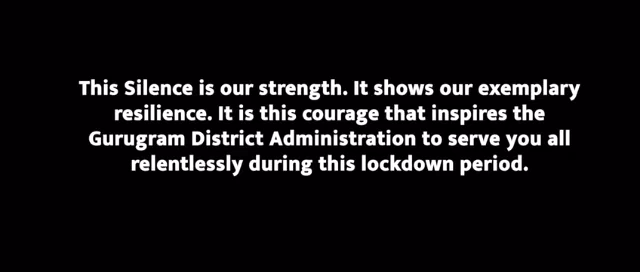 This Silence is our strength. It shows our exemplary
resilience. It is this courage that inspires the
Gurugram District Administration to serve you all
relentlessly during this lockdown period.